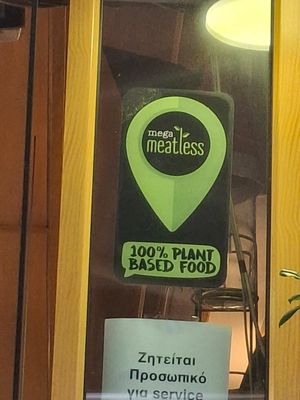 mega
meatless
100% PLANT
BASED FOOD
Ζητείται
Προσωπικό
για service